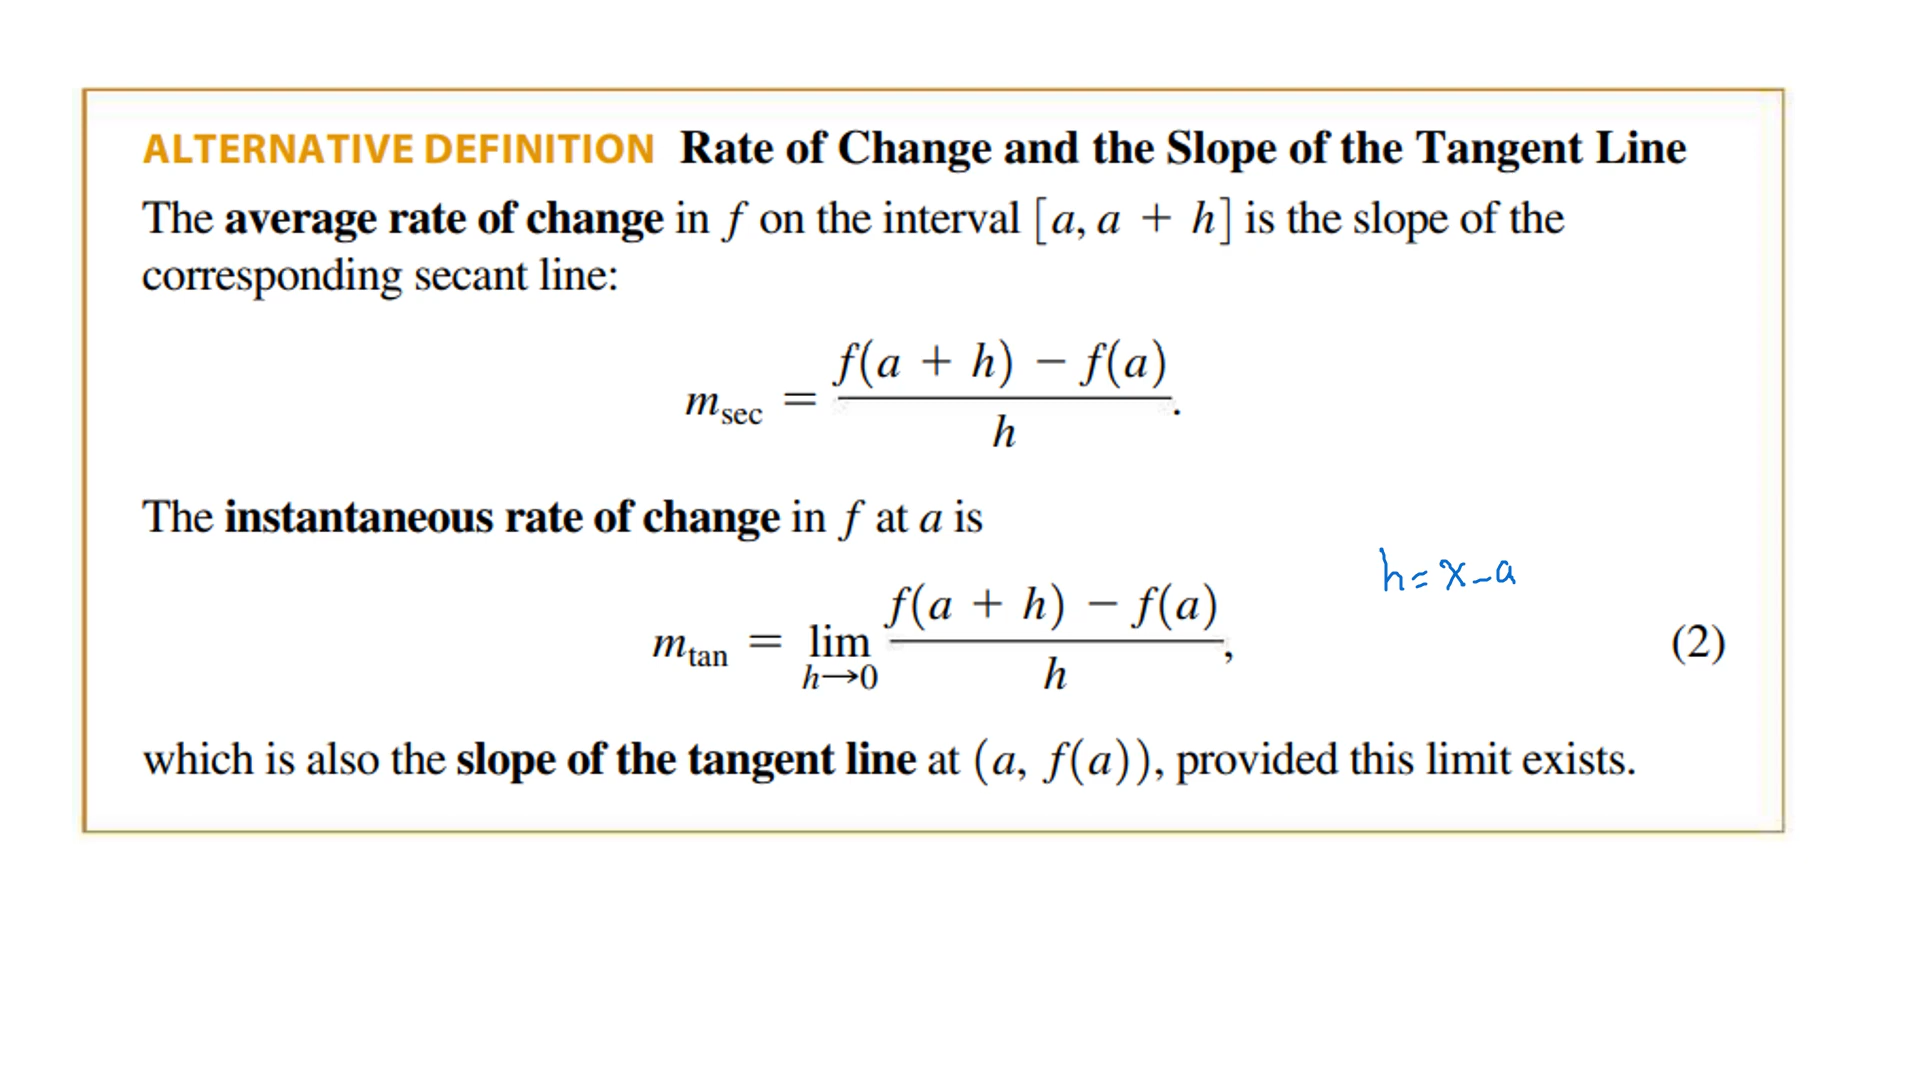 ALTERNATIVE DEFINITION Rate of Change and the Slope of the Tangent Line
The average rate of change in f on the interval [a, a + h] is the slope of the
corresponding secant line:
m_sec = \frac{f(a + h) − f(a)}{h}.
The instantaneous rate of change in f at a is
h = x − a
m_tan = \lim_{h→0} \frac{f(a + h) − f(a)}{h}, (2)
which is also the slope of the tangent line at (a, f(a)), provided this limit exists.